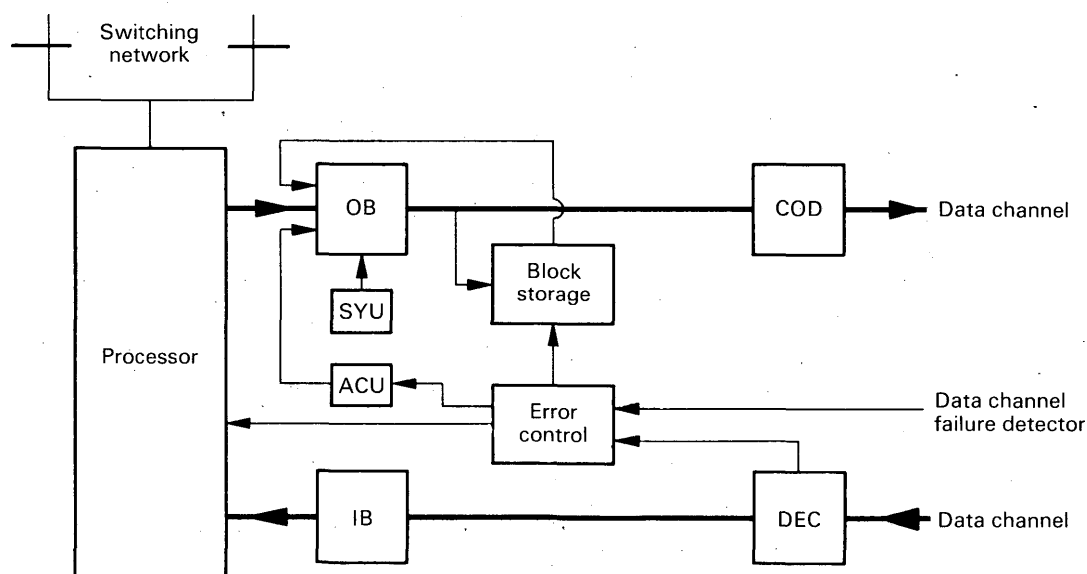 Switching
network
OB
COD
Data channel
Block
storage
SYU
Processor
ACU
Error
control
Data channel
failure detector
IB
DEC
Data channel